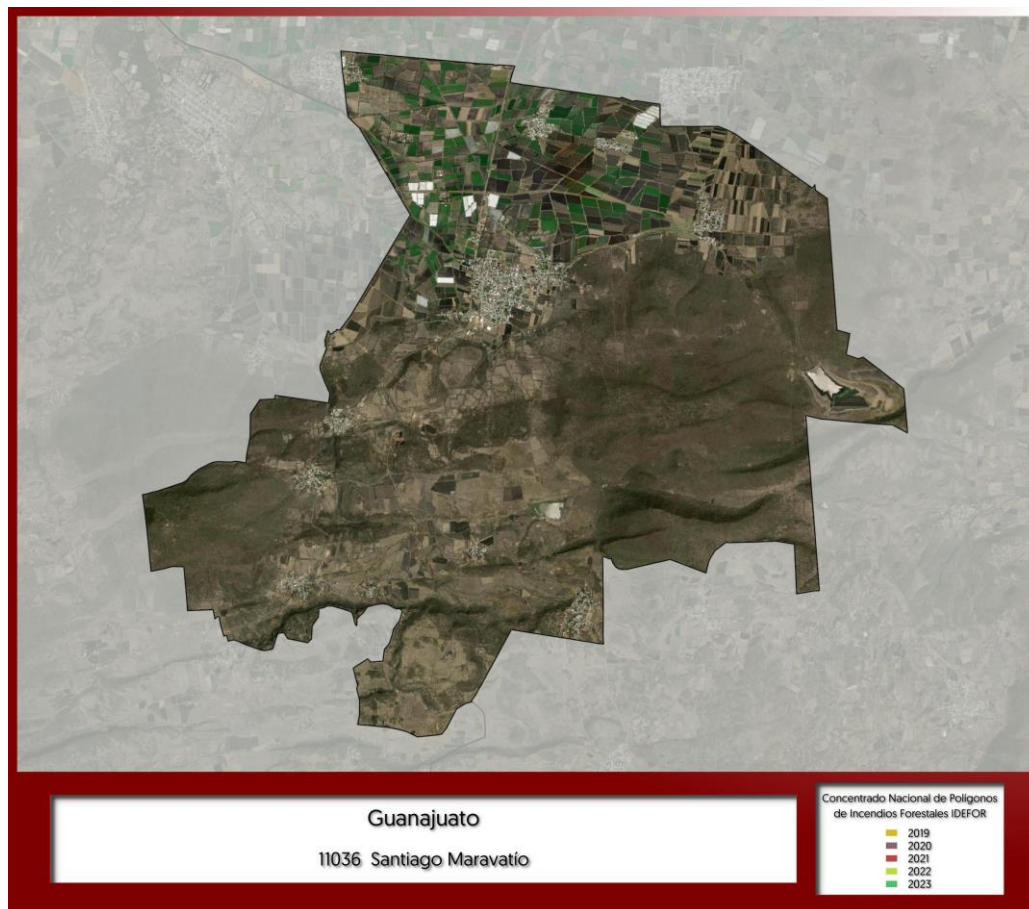 Guanajuato
11036 Santiago Maravatío
Concentrado Nacional de Polígonos
de Incendios Forestales IDEFOR
2019
2020
2021
2022
2023